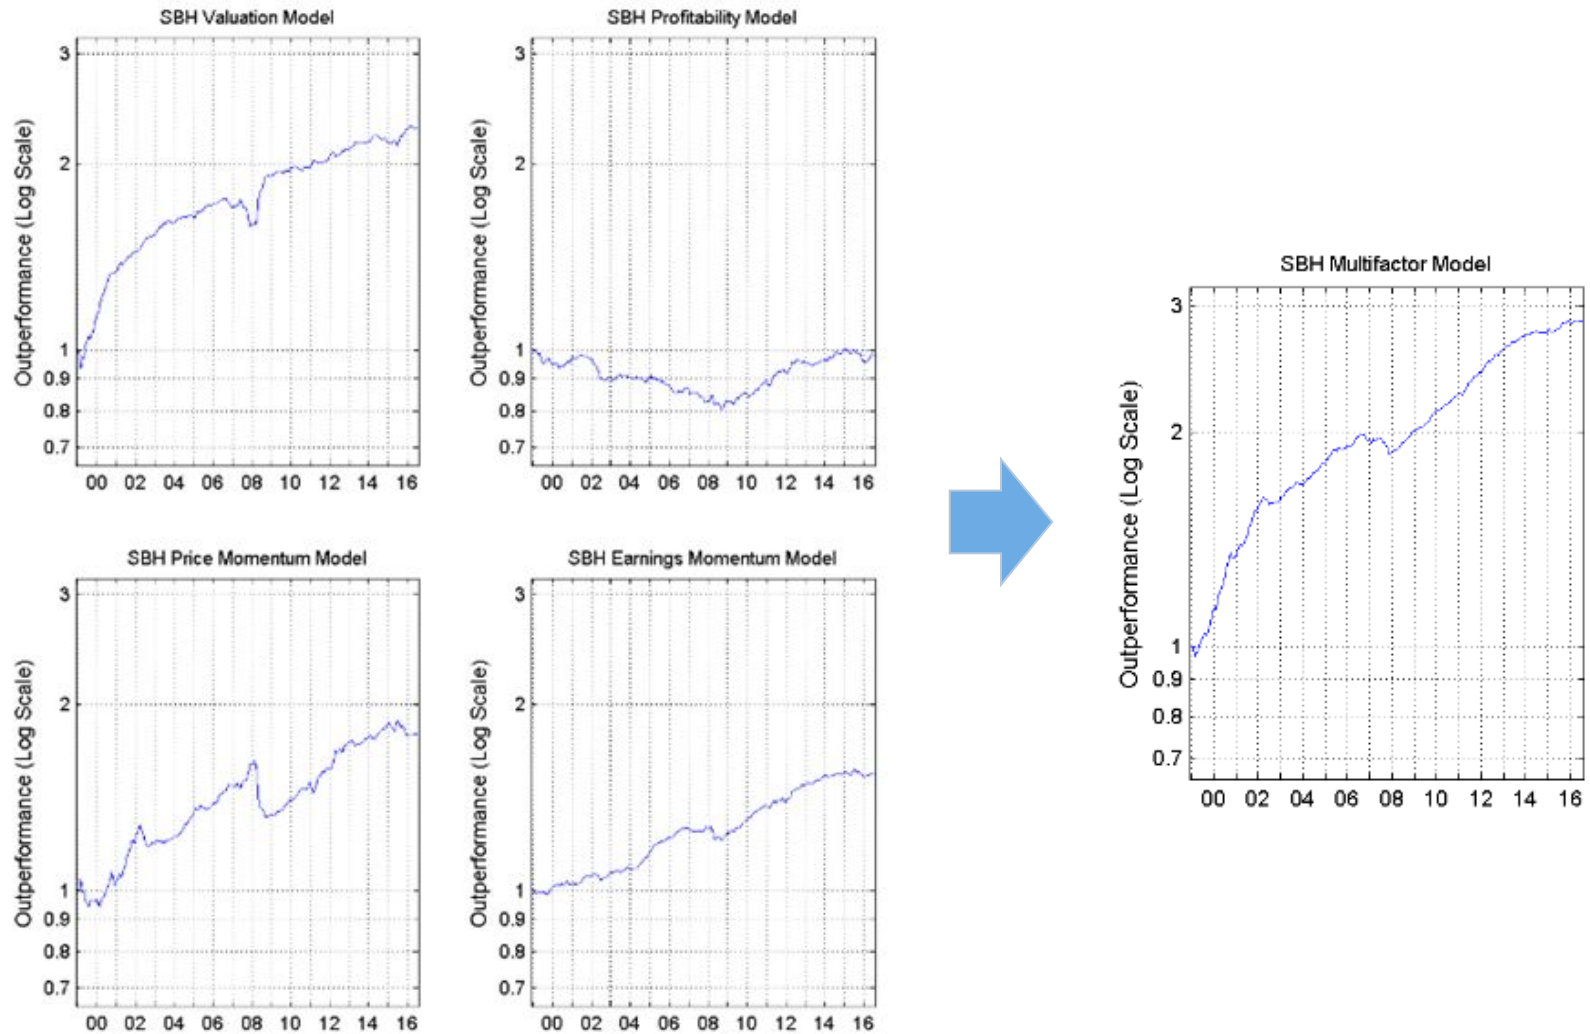 SBH Valuation Model
Outperformance (Log Scale)
3
2
1
0.9
0.8
0.7
00 02 04 06 08 10 12 14 16
SBH Profitability Model
Outperformance (Log Scale)
3
2
1
0.9
0.8
0.7
00 02 04 06 08 10 12 14 16
SBH Price Momentum Model
Outperformance (Log Scale)
3
2
1
0.9
0.8
0.7
00 02 04 06 08 10 12 14 16
SBH Earnings Momentum Model
Outperformance (Log Scale)
3
2
1
0.9
0.8
0.7
00 02 04 06 08 10 12 14 16
SBH Multifactor Model
Outperformance (Log Scale)
3
2
1
0.9
0.8
0.7
00 02 04 06 08 10 12 14 16